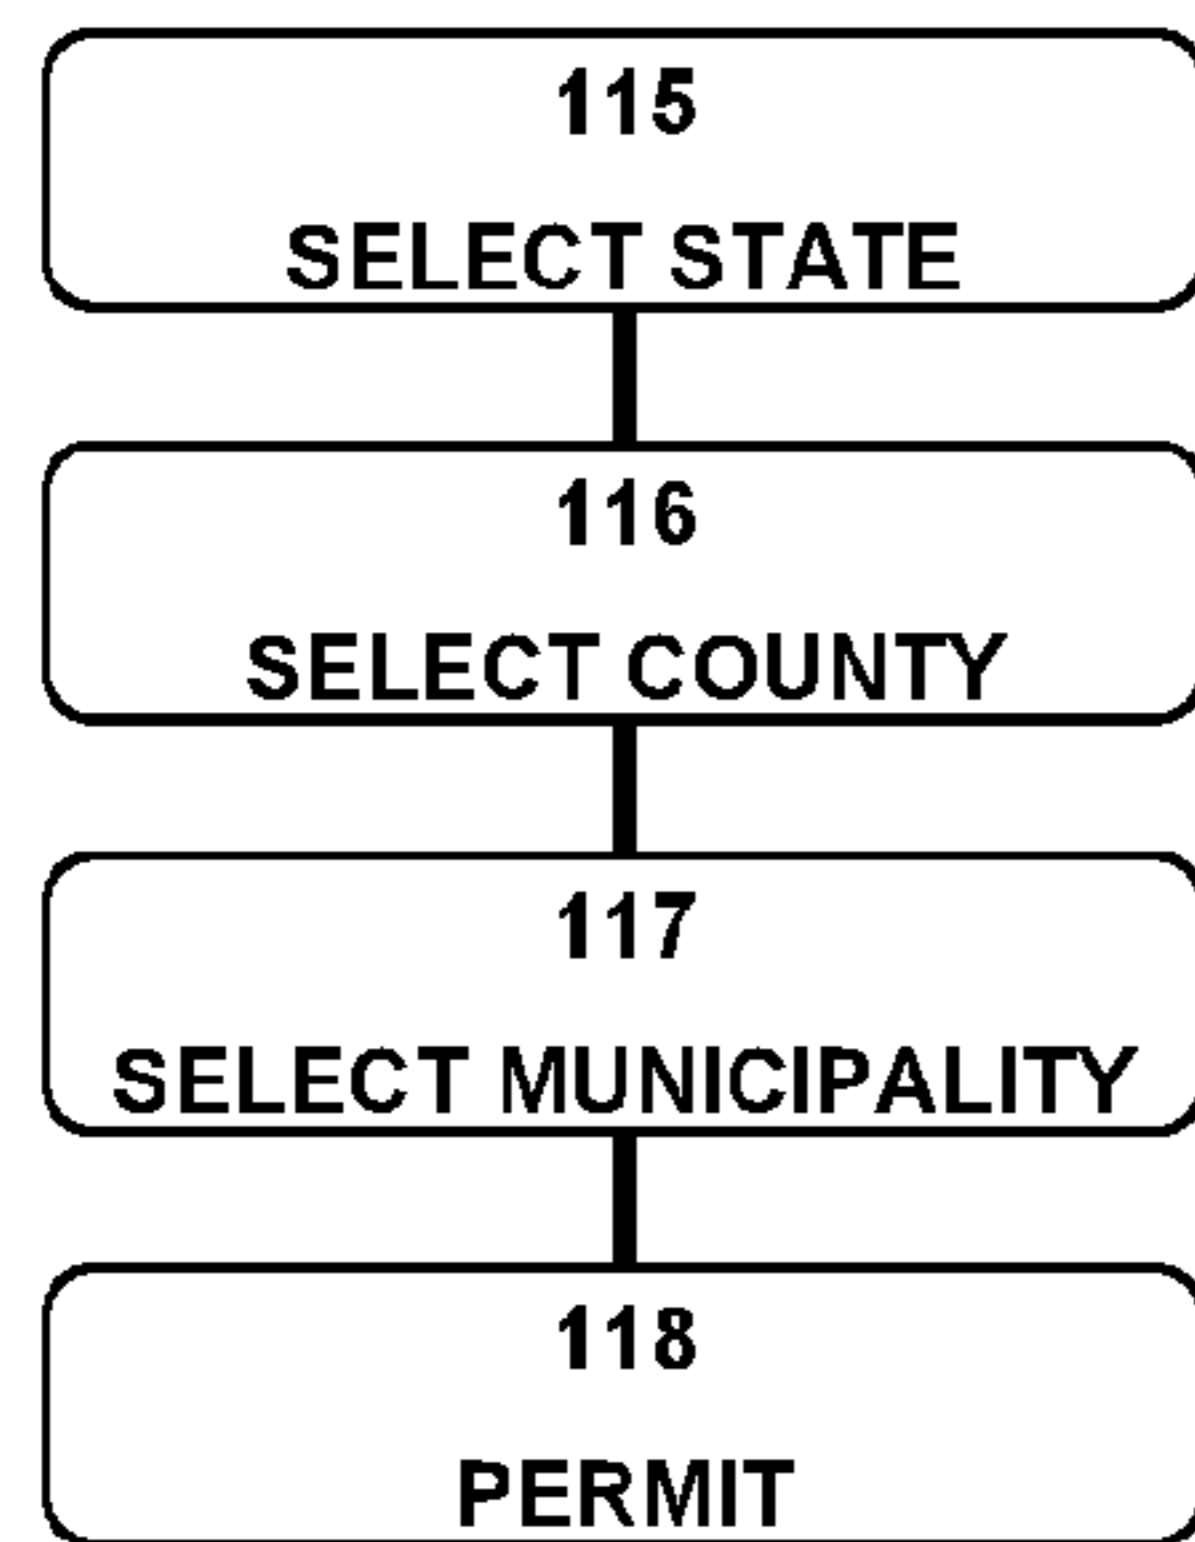 115
SELECT STATE
116
SELECT COUNTY
117
SELECT MUNICIPALITY
118
PERMIT